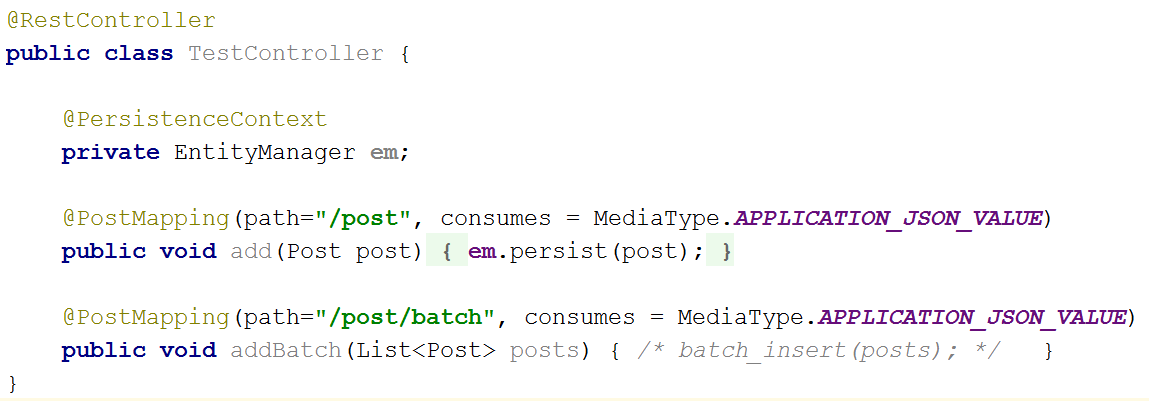 @RestController
public class TestController {
@PersistenceContext
private EntityManager em;
@PostMapping(path="/post", consumes = MediaType.APPLICATION_JSON_VALUE)
public void add(Post post) { em.persist(post); }
@PostMapping(path="/post/batch", consumes = MediaType.APPLICATION_JSON_VALUE)
public void addBatch(List<Post> posts) { /* batch_insert(posts); */ }
}